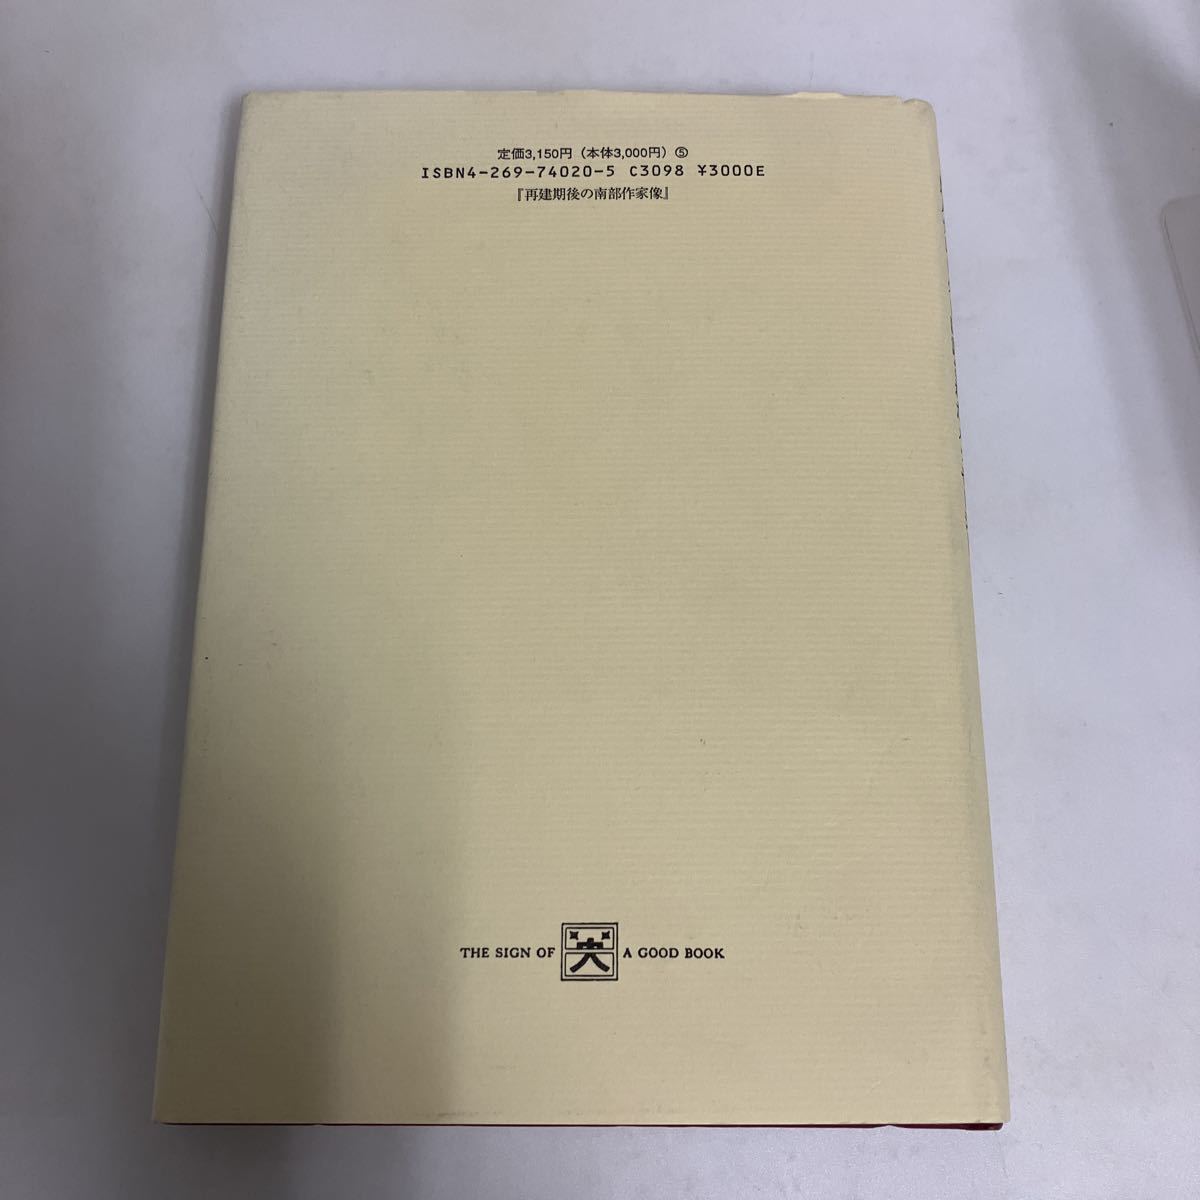 定価3,150円（本体3,000円）⑤
ISBN4-269-74020-5 C3098 ¥3000E
『再建期後の南部作家像』
THE SIGN OF 英 A GOOD BOOK